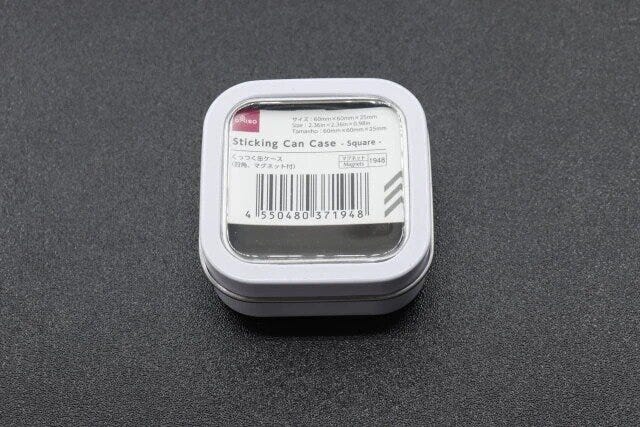 DAISO
サイズ：60mm×60mm×25mm
Size : 2.36in×2.36in×0.98in
Tamanho : 60mm×60mm×25mm
Sticking Can Case - Square -
くっつく缶ケース
(四角、マグネット付)
マグネット
Magnets
1948
4 550480 371948